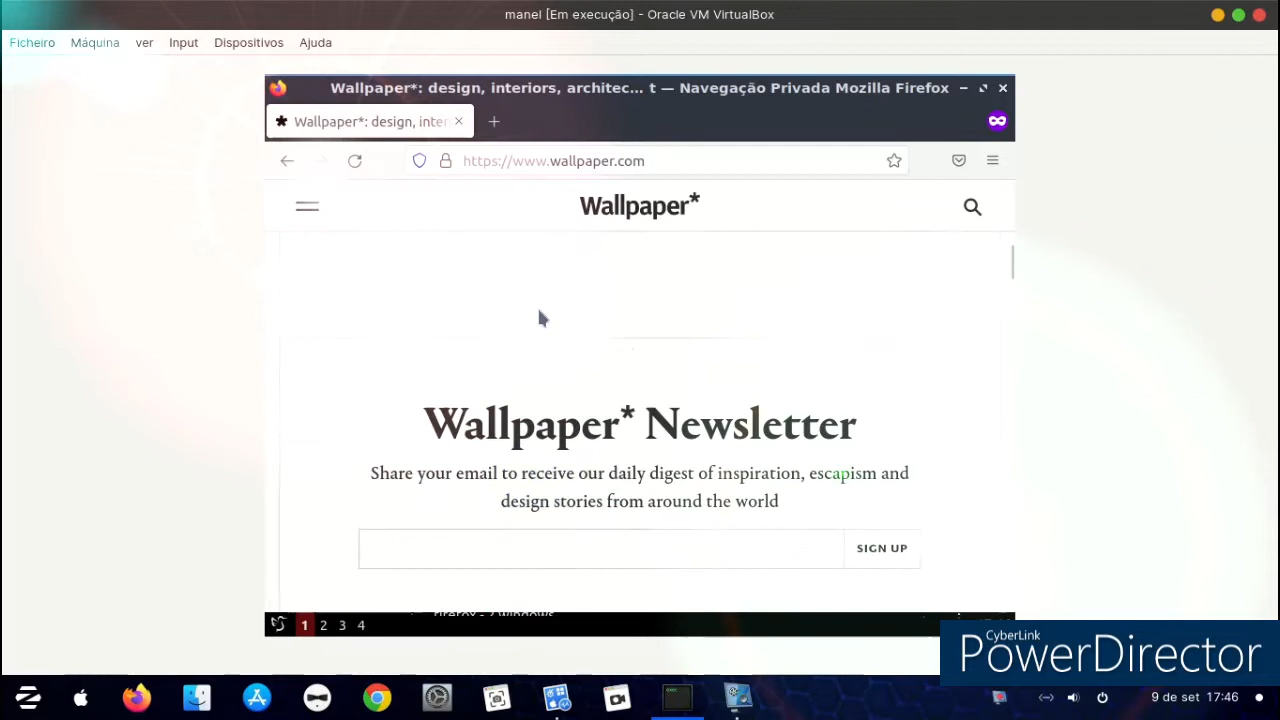 manel [Em execução] - Oracle VM VirtualBox
Ficheiro Máquina ver Input Dispositivos Ajuda
Wallpaper*: design, interiors, architec... t — Navegação Privada Mozilla Firefox
Wallpaper*: design, inter
https://www.wallpaper.com
Wallpaper*
Wallpaper* Newsletter
Share your email to receive our daily digest of inspiration, escapism and
design stories from around the world
SIGN UP
firefox - 2 windows
1 2 3 4
CyberLink
PowerDirector
9 de set 17:46